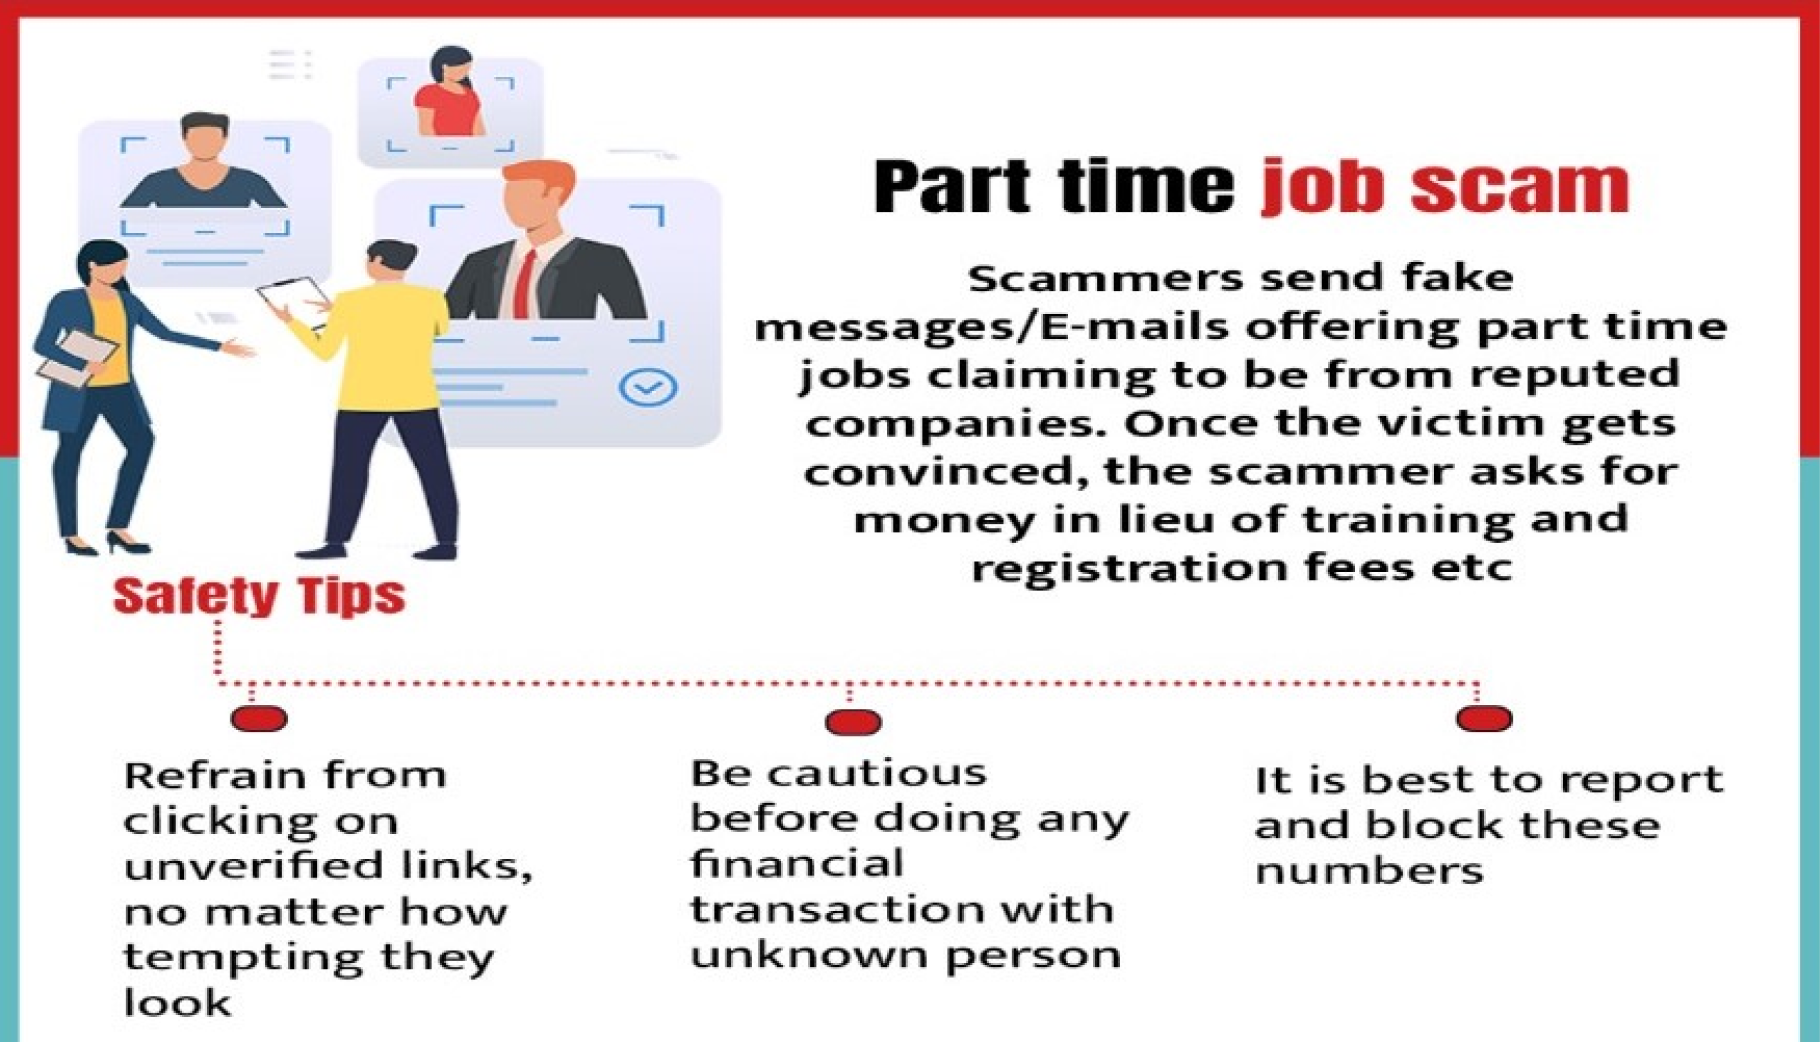 Part time job scam
Scammers send fake
messages/E-mails offering part time
jobs claiming to be from reputed
companies. Once the victim gets
convinced, the scammer asks for
money in lieu of training and
registration fees etc
Safety Tips
Refrain from
clicking on
unverified links,
no matter how
tempting they
look
Be cautious
before doing any
financial
transaction with
unknown person
It is best to report
and block these
numbers